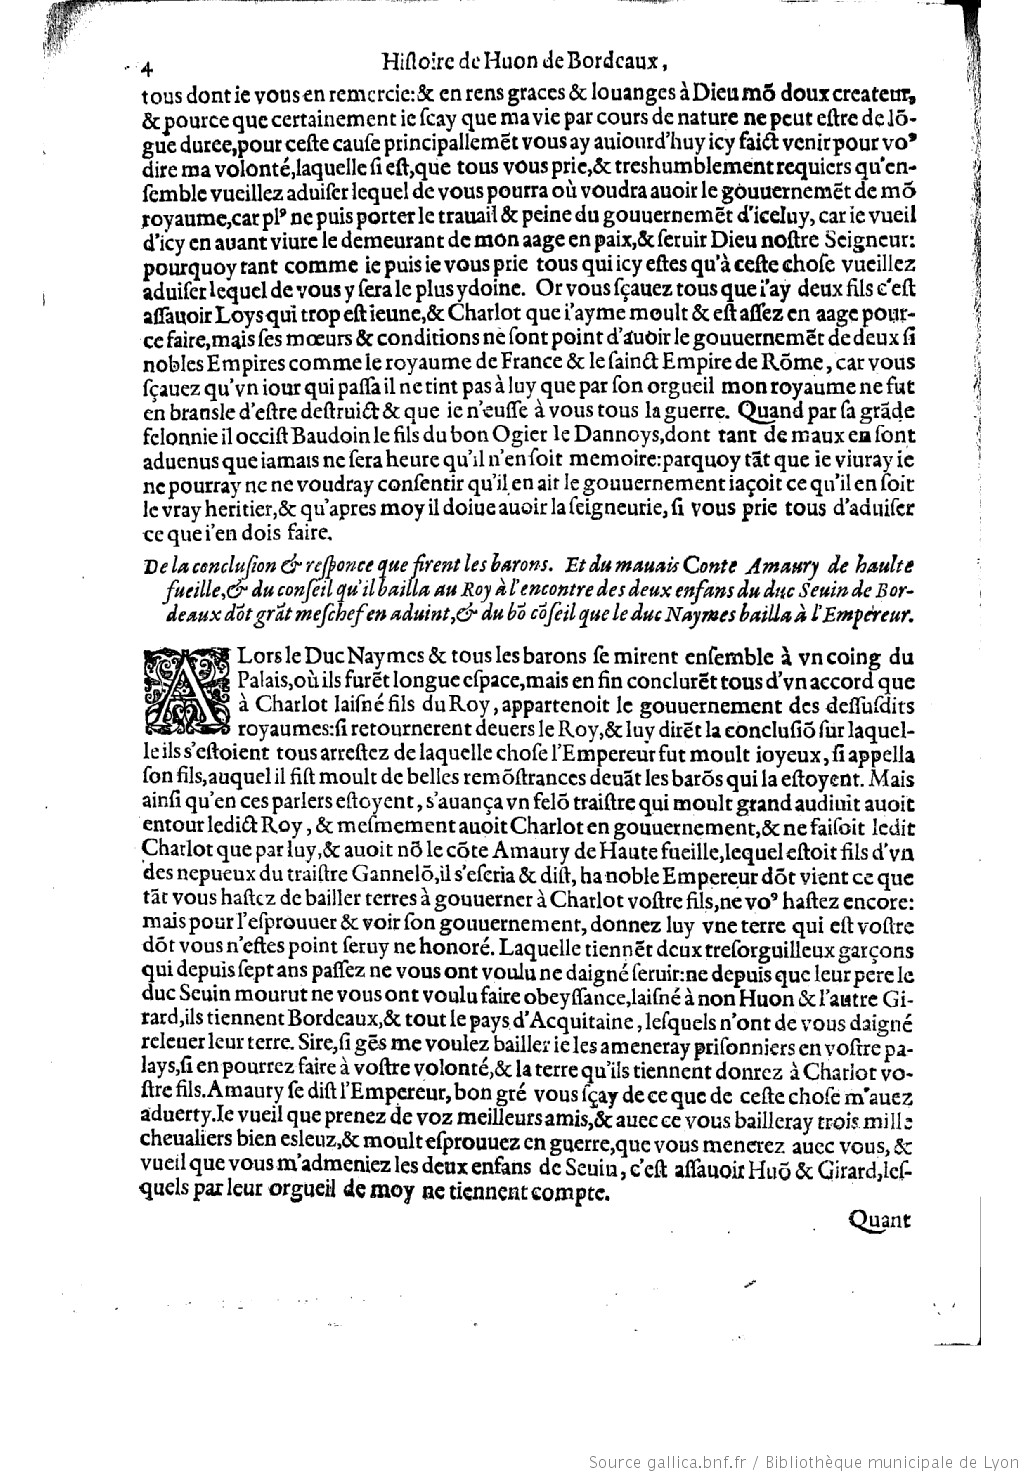 4 Histoire de Huon de Bordeaux,
tous dont ie vous en remercie:& en rens graces & louanges à Dieu mõ doux createur,
& pource que certainement ie sçay que ma vie par cours de nature ne peut estre de lõ-
gue duree,pour ceste cause principallemẽt vous ay auiourd'huy icy faict venir pour voꝰ
dire ma volonté,laquelle si est,que tous vous prie,& treshumblement requiers qu'en-
semble vueillez aduiser lequel de vous pourra où voudra auoir le gouuernemẽt de mõ
royaume,car plꝰ ne puis porter le trauail & peine du gouuernemẽt d'iceluy, car ie vueil
d'icy en auant viure le demeurant de mon aage en paix,& seruir Dieu nostre Seigneur:
pourquoy tant comme ie puis ie vous prie tous qui icy estes qu'à ceste chose vueillez
aduiser lequel de vous y sera le plus ydoine. Or vous sçauez tous que i'ay deux fils c'est
assauoir Loys qui trop est ieune,& Charlot que i'ayme moult & est assez en aage pour-
ce faire,mais ses mœurs & conditions ne sont point d'auoir le gouuernemẽt de deux si
nobles Empires comme le royaume de France & le sainct Empire de Rõme, car vous
sçauez qu'vn iour qui passa il ne tint pas à luy que par son orgueil mon royaume ne fut
en bransle d'estre destruict & que ie n'eusse à vous tous la guerre. Quand par sa grãde
felonnie il occist Baudoin le fils du bon Ogier le Dannoys,dont tant de maux en sont
aduenus que iamais ne sera heure qu'il n'en soit memoire:parquoy tãt que ie viuray ie
ne pourray ne ne voudray consentir qu'il en ait le gouuernement iaçoit ce qu'il en soit
le vray heritier,& qu'apres moy il doiue auoir la seigneurie, si vous prie tous d'aduiser
ce que i'en dois faire.
De la conclusion & responce que firent les barons. Et du mauais Conte Amaury de haulte
fueille,& du conseil qu'il bailla au Roy à l'encontre des deux enfans du duc Seuin de Bor-
deaux dõt grãt meschef en aduint,& du bõ cõseil que le duc Naymes bailla à l'Empereur.
ALors le Duc Naymes & tous les barons se mirent ensemble à vn coing du
Palais,où ils furẽt longue espace,mais en fin conclurẽt tous d'vn accord que
à Charlot laisné fils du Roy, appartenoit le gouuernement des dessusdits
royaumes:si retournerent deuers le Roy,& luy dirẽt la conclusiõ sur laquel-
le ils s'estoient tous arrestez de laquelle chose l'Empereur fut moult ioyeux, si appella
son fils,auquel il fist moult de belles remõstrances deuãt les barõs qui la estoyent. Mais
ainsi qu'en ces parlers estoyent, s'auança vn felõ traistre qui moult grand audiuit auoit
entour ledict Roy, & mesmement auoit Charlot en gouuernement,& ne faisoit ledit
Charlot que par luy,& auoit nõ le cõte Amaury de Haute fueille,lequel estoit fils d'vn
des nepueux du traistre Gannelõ,il s'escria & dist, ha noble Empereur dõt vient ce que
tãt vous hastez de bailler terres à gouuerner à Charlot vostre fils,ne voꝰ hastez encore:
mais pour l'esprouuer & voir son gouuernement, donnez luy vne terre qui est vostre
dõt vous n'estes point seruy ne honoré. Laquelle tiennẽt deux tresorguilleux garçons
qui depuis sept ans passez ne vous ont voulu ne daigné seruir:ne depuis que leur pere le
duc Seuin mourut ne vous ont voulu faire obeyssance,laisné à non Huon & l'autre Gi-
rard,ils tiennent Bordeaux,& tout le pays d'Acquitaine, lesquels n'ont de vous daigné
releuer leur terre. Sire,si gẽs me voulez bailler ie les ameneray prisonniers en vostre pa-
lays,si en pourrez faire à vostre volonté,& la terre qu'ils tiennent donrez à Charlot vo-
stre fils.Amaury se dist l'Empereur, bon gré vous sçay de ce que de ceste chose m'auez
aduerty.Ie vueil que prenez de voz meilleurs amis,& auec ce vous bailleray trois mille
cheualiers bien esleuz,& moult esprouuez en guerre,que vous menerez auec vous, &
vueil que vous m'admeniez les deux enfans de Seuin, c'est assauoir Huõ & Girard,les-
quels par leur orgueil de moy ne tiennent compte.
Quant
Source gallica.bnf.fr / Bibliothèque municipale de Lyon